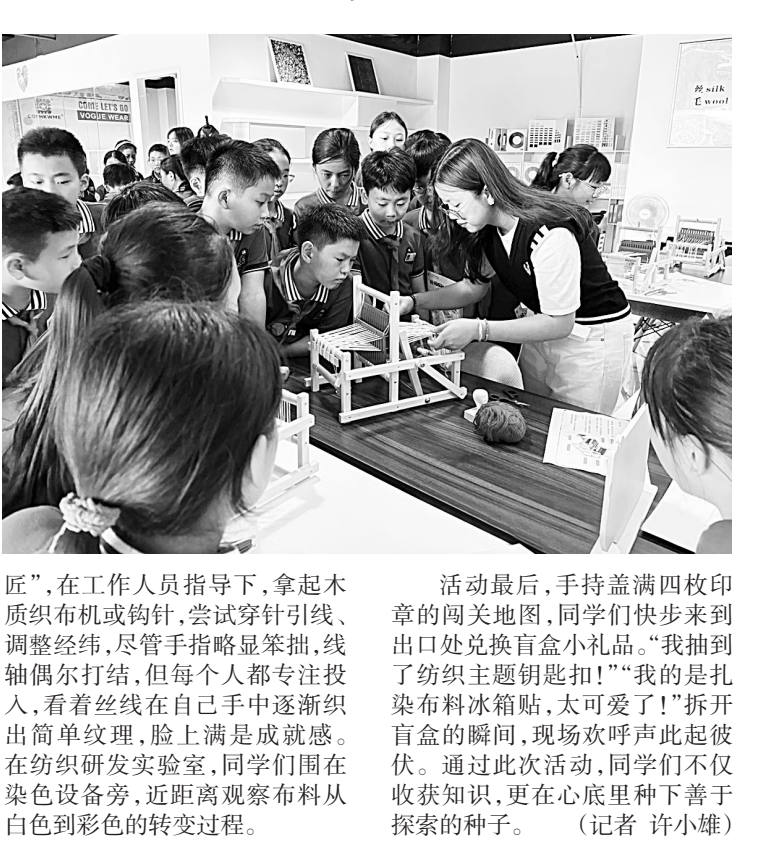 COME LET'S GO
VOGUE WEAR
丝 silk
毛 wool
匠”,在工作人员指导下,拿起木
质织布机或钩针,尝试穿针引线、
调整经纬,尽管手指略显笨拙,线
轴偶尔打结,但每个人都专注投
入,看着丝线在自己手中逐渐织
出简单纹理,脸上满是成就感。
在纺织研发实验室,同学们围在
染色设备旁,近距离观察布料从
白色到彩色的转变过程。
活动最后,手持盖满四枚印
章的闯关地图,同学们快步来到
出口处兑换盲盒小礼品。“我抽到
了纺织主题钥匙扣!”“我的是扎
染布料冰箱贴,太可爱了!”拆开
盲盒的瞬间,现场欢呼声此起彼
伏。通过此次活动,同学们不仅
收获知识,更在心底里种下善于
探索的种子。 (记者 许小雄)